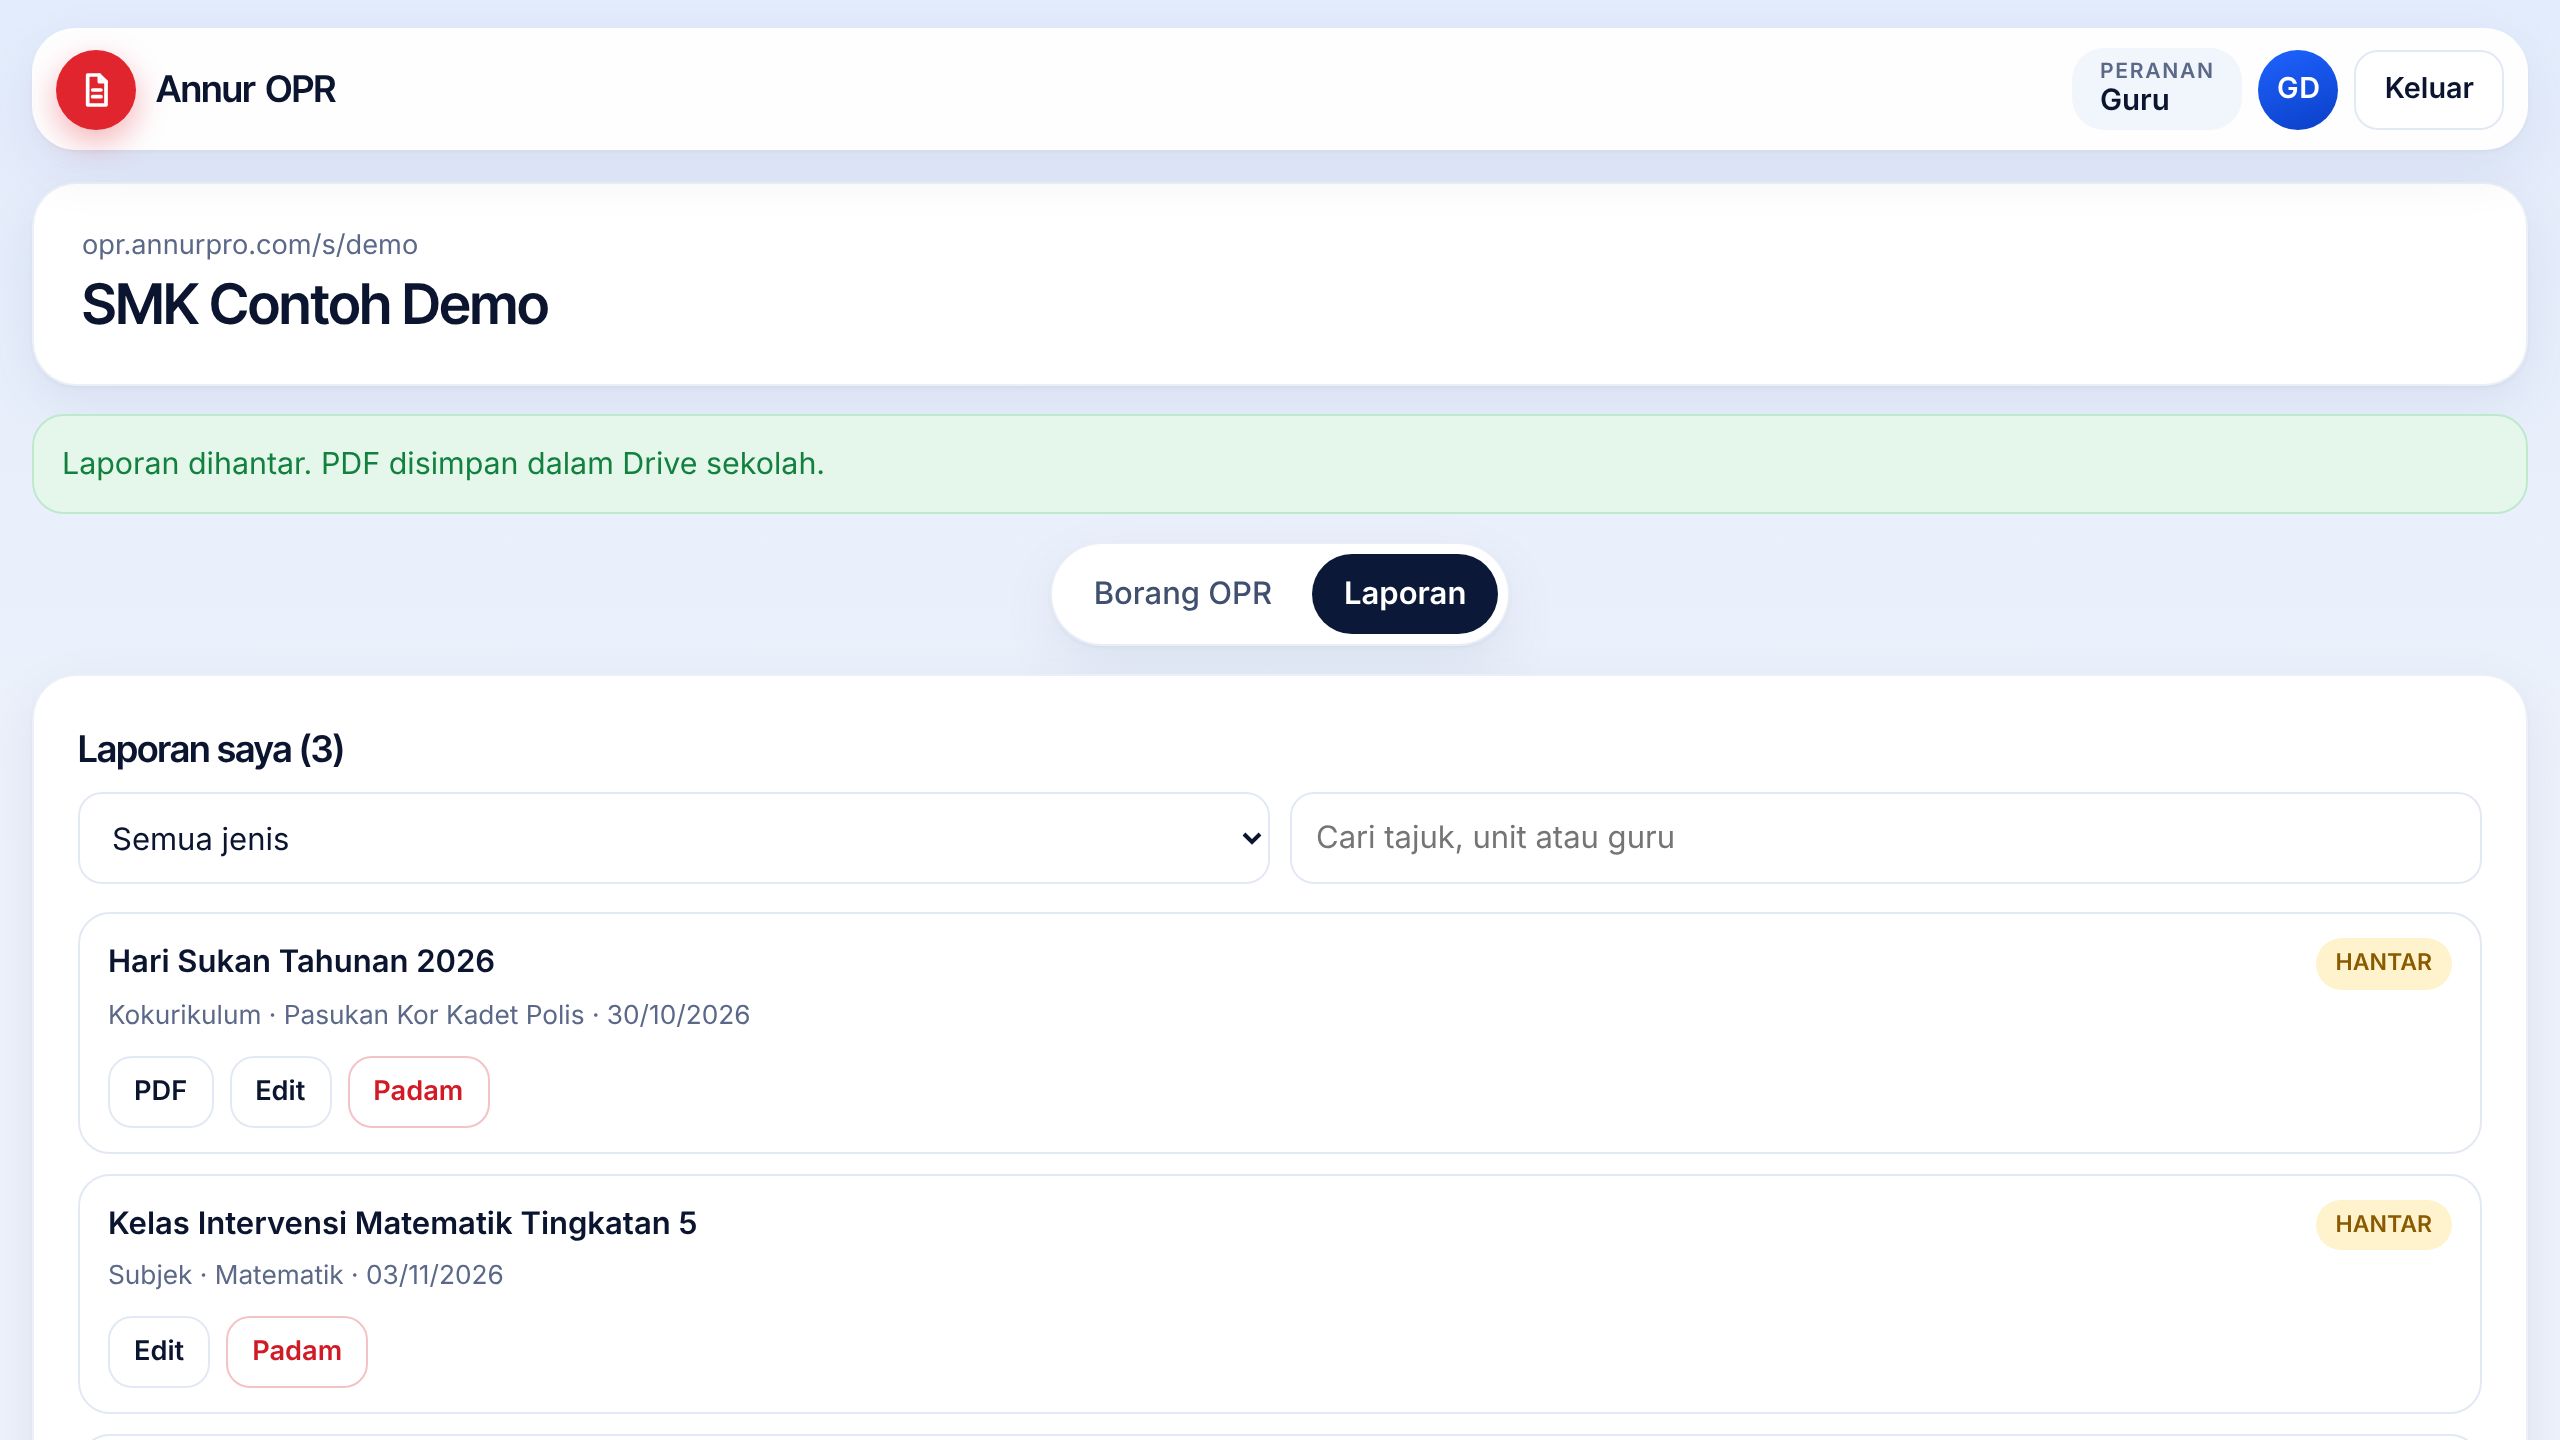 Annur OPR
PERANAN
Guru
GD
Keluar
opr.annurpro.com/s/demo
SMK Contoh Demo
Laporan dihantar. PDF disimpan dalam Drive sekolah.
Borang OPR
Laporan
Laporan saya (3)
Semua jenis
Cari tajuk, unit atau guru
Hari Sukan Tahunan 2026
HANTAR
Kokurikulum · Pasukan Kor Kadet Polis · 30/10/2026
PDF
Edit
Padam
Kelas Intervensi Matematik Tingkatan 5
HANTAR
Subjek · Matematik · 03/11/2026
Edit
Padam